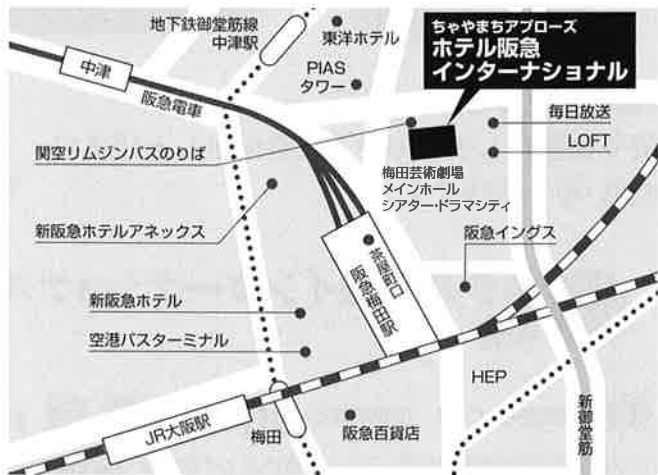 地下鉄御堂筋線
中津駅
東洋ホテル
PIAS
タワー
ちゃやまちアプローズ
ホテル阪急
インターナショナル
中津
阪急電車
毎日放送
LOFT
関空リムジンバスのりば
梅田芸術劇場
メインホール
シアター・ドラマシティ
新阪急ホテルアネックス
茶屋町口
阪急梅田駅
阪急イングス
新阪急ホテル
空港バスターミナル
HEP
新御堂筋
JR大阪駅
梅田
阪急百貨店